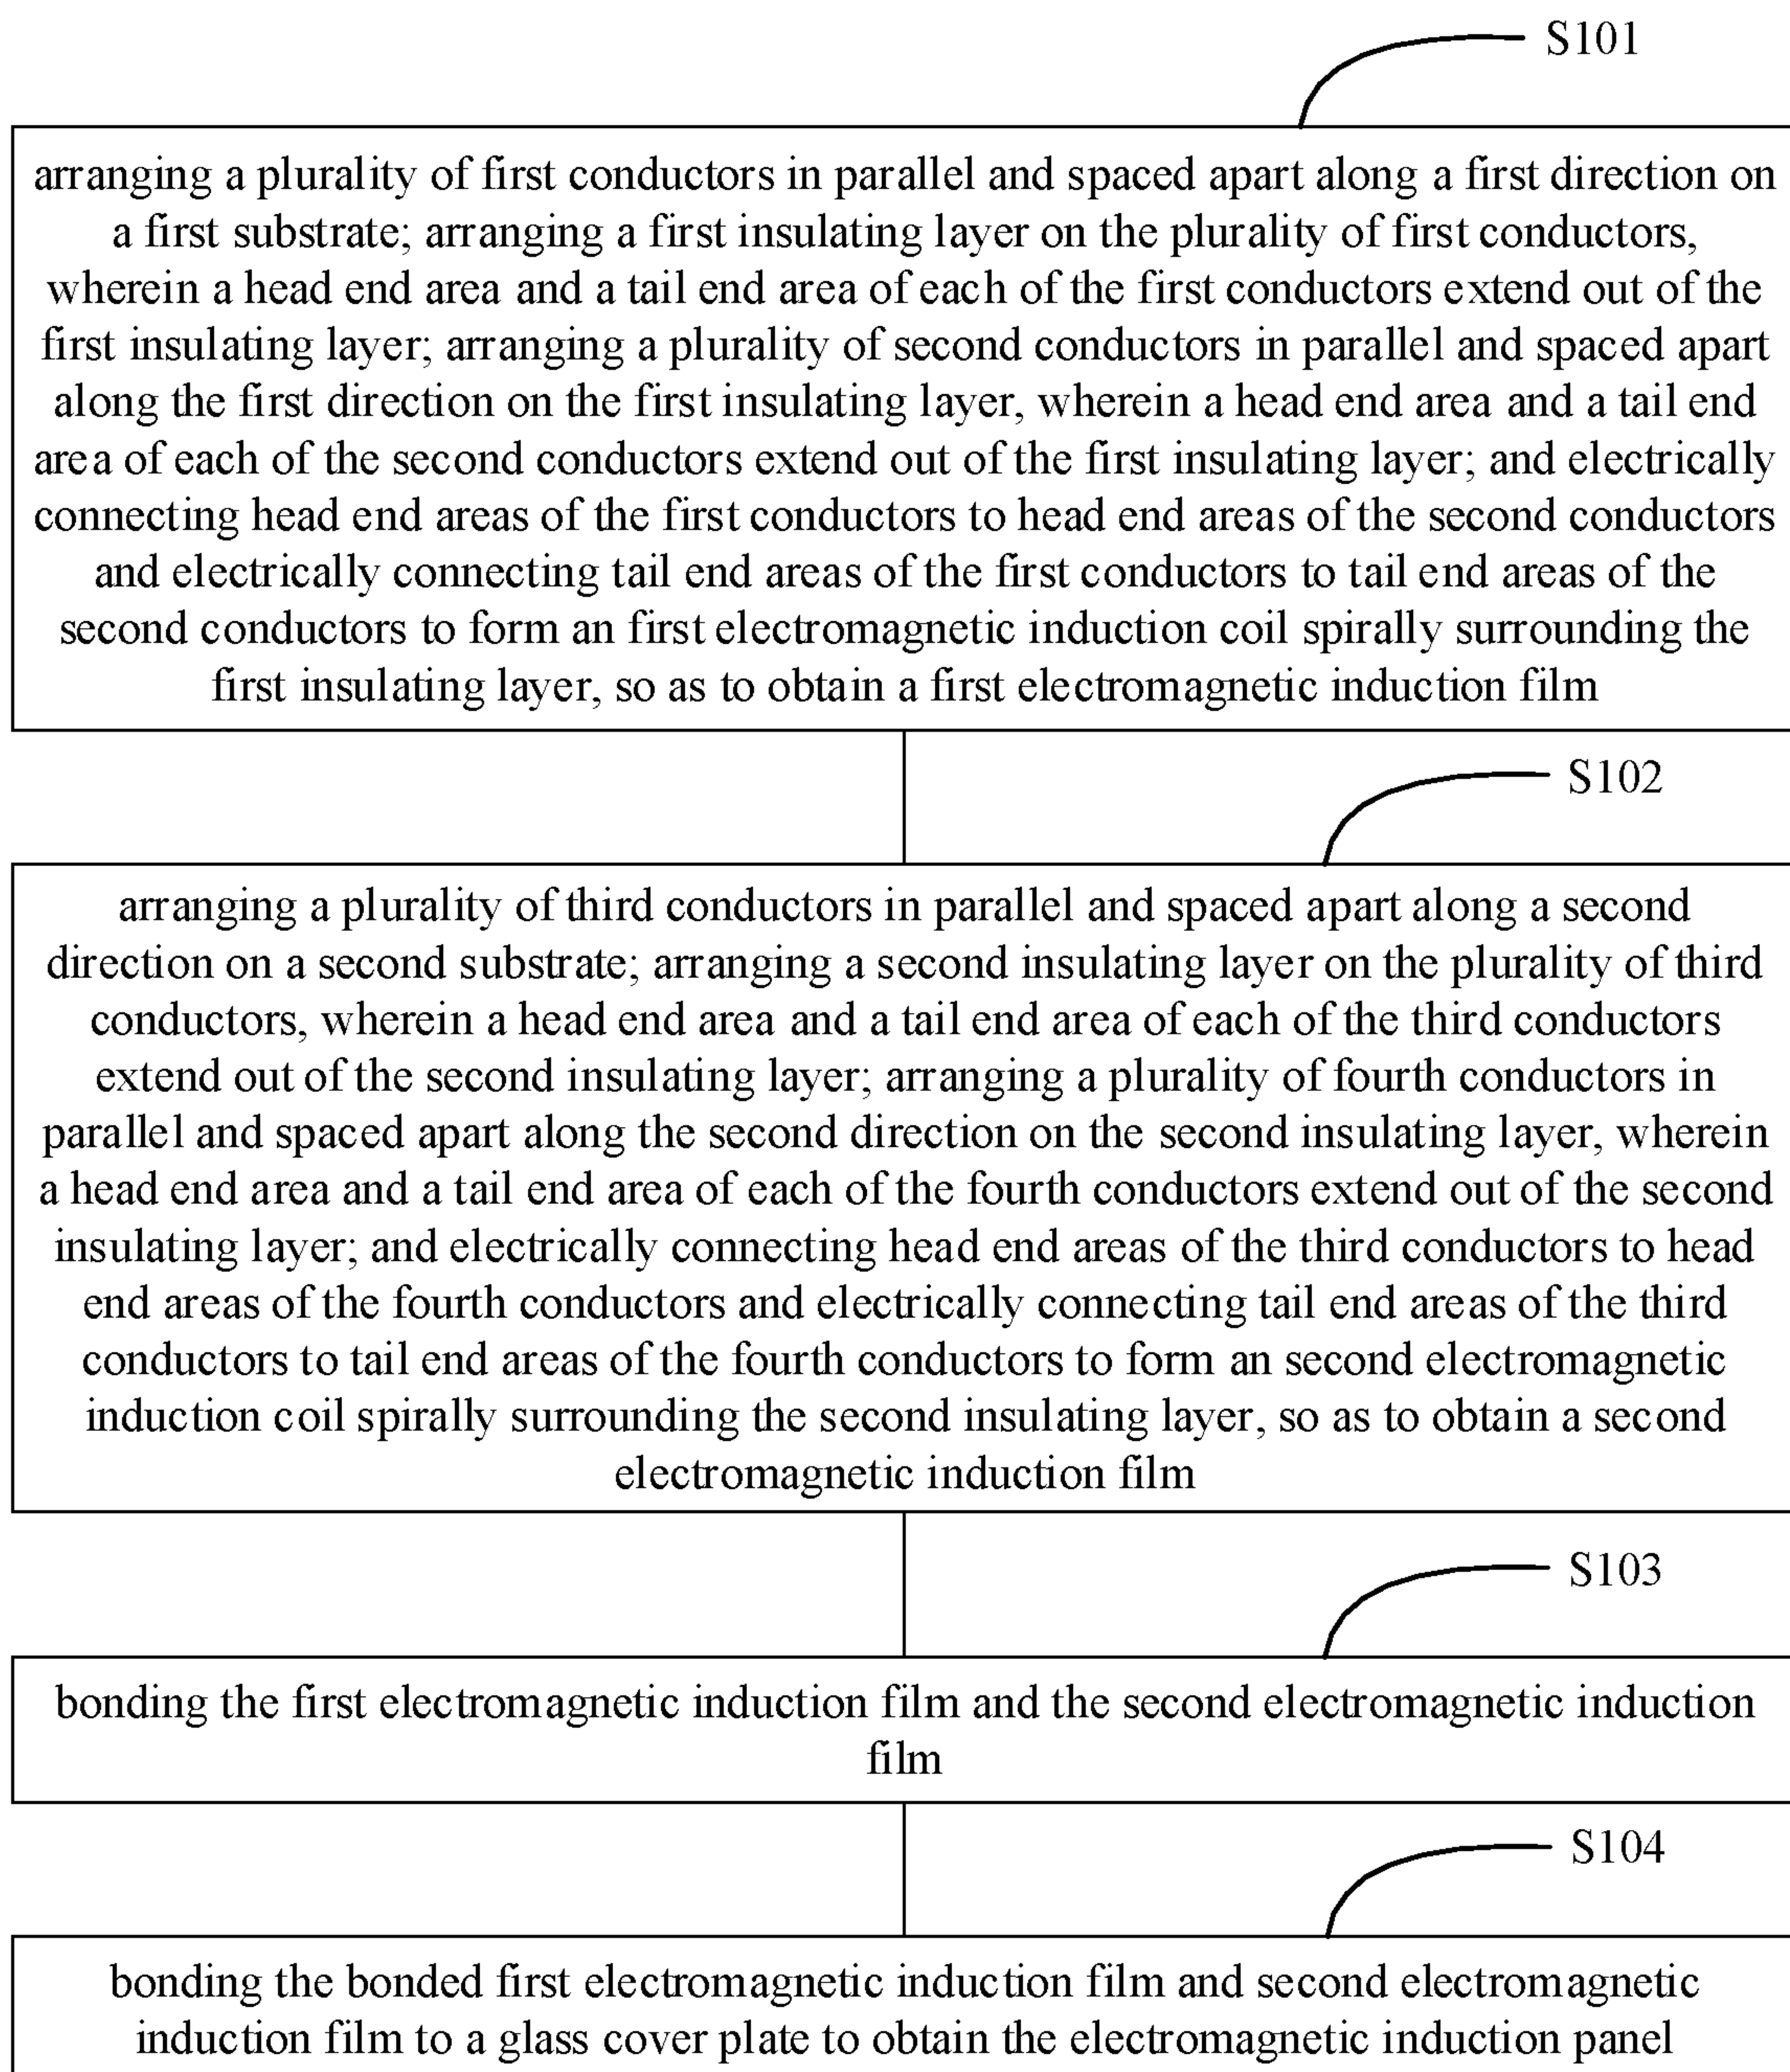 S101
arranging a plurality of first conductors in parallel and spaced apart along a first direction on
a first substrate; arranging a first insulating layer on the plurality of first conductors,
wherein a head end area and a tail end area of each of the first conductors extend out of the
first insulating layer; arranging a plurality of second conductors in parallel and spaced apart
along the first direction on the first insulating layer, wherein a head end area and a tail end
area of each of the second conductors extend out of the first insulating layer; and electrically
connecting head end areas of the first conductors to head end areas of the second conductors
and electrically connecting tail end areas of the first conductors to tail end areas of the
second conductors to form an first electromagnetic induction coil spirally surrounding the
first insulating layer, so as to obtain a first electromagnetic induction film
S102
arranging a plurality of third conductors in parallel and spaced apart along a second
direction on a second substrate; arranging a second insulating layer on the plurality of third
conductors, wherein a head end area and a tail end area of each of the third conductors
extend out of the second insulating layer; arranging a plurality of fourth conductors in
parallel and spaced apart along the second direction on the second insulating layer, wherein
a head end area and a tail end area of each of the fourth conductors extend out of the second
insulating layer; and electrically connecting head end areas of the third conductors to head
end areas of the fourth conductors and electrically connecting tail end areas of the third
conductors to tail end areas of the fourth conductors to form an second electromagnetic
induction coil spirally surrounding the second insulating layer, so as to obtain a second
electromagnetic induction film
S103
bonding the first electromagnetic induction film and the second electromagnetic induction
film
S104
bonding the bonded first electromagnetic induction film and second electromagnetic
induction film to a glass cover plate to obtain the electromagnetic induction panel